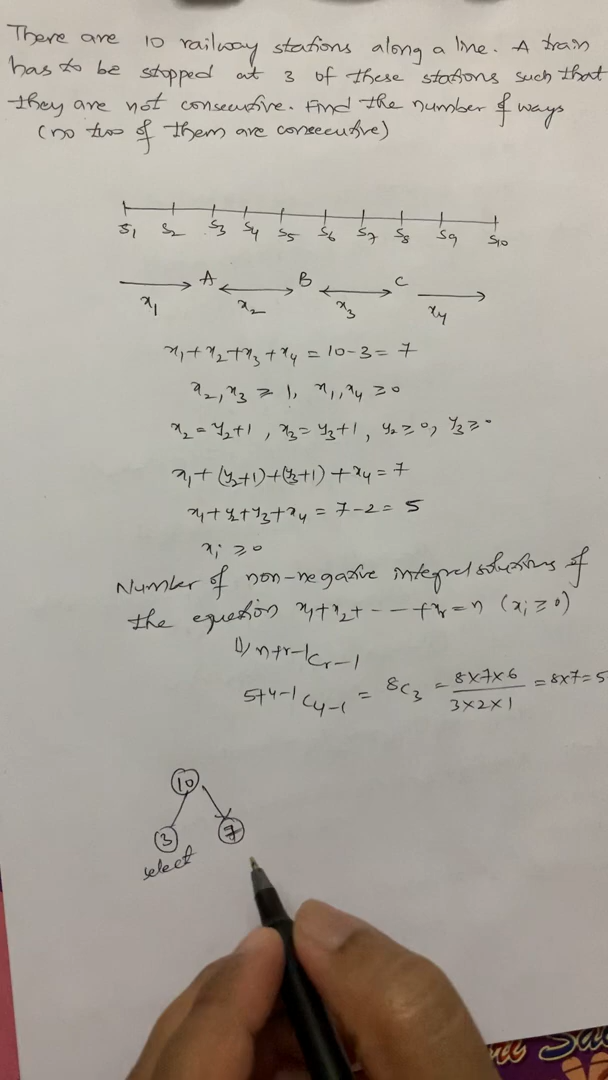 There are 10 railway stations along a line. A train
has to be stopped at 3 of these stations such that
they are not consecutive. Find the number of ways
(no two of them are consecutive)
S1 S2 S3 S4 S5 S6 S7 S8 S9 S10
A B C
x1 x2 x3 x4
x1+x2+x3+x4 = 10-3 = 7
x2, x3 ≥ 1, x1, x4 ≥ 0
x2 = y2+1, x3 = y3+1, y2 ≥ 0, y3 ≥ 0
x1+(y2+1)+(y3+1)+x4 = 7
x1+y2+y3+x4 = 7-2 = 5
xi ≥ 0
Number of non-negative integral solutions of
the equation x1+x2+-----+xr = n (xi ≥ 0)
is n+r-1Cr-1
5+4-1C4-1 = 8C3 = 8×7×6/3×2×1 = 8×7=5
10
3 7
select